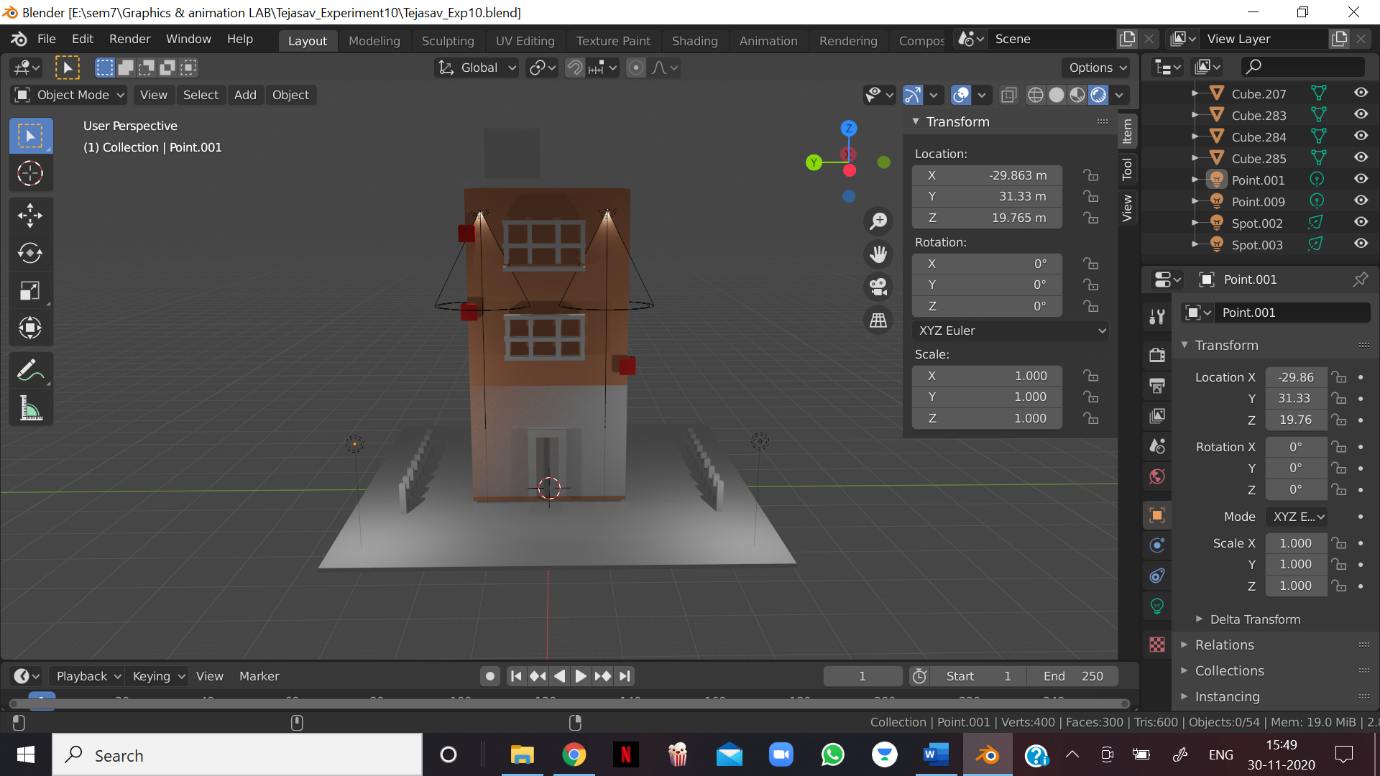 Blender [E:\sem7\Graphics & animation LAB\Tejasav_Experiment10\Tejasav_Exp10.blend]
File Edit Render Window Help Layout Modeling Sculpting UV Editing Texture Paint Shading Animation Rendering Compos Scene View Layer
Global Options
Object Mode View Select Add Object
User Perspective
(1) Collection | Point.001
Z
Y
X
Transform
Location:
X -29.863 m
Y 31.33 m
Z 19.765 m
Rotation:
X 0°
Y 0°
Z 0°
XYZ Euler
Scale:
X 1.000
Y 1.000
Z 1.000
Item
Tool
View
Cube.207
Cube.283
Cube.284
Cube.285
Point.001
Point.009
Spot.002
Spot.003
Point.001
Point.001
Transform
Location X -29.86
Y 31.33
Z 19.76
Rotation X 0°
Y 0°
Z 0°
Mode XYZ E...
Scale X 1.000
Y 1.000
Z 1.000
Delta Transform
Relations
Collections
Instancing
Playback Keying View Marker 1 Start 1 End 250
Collection | Point.001 | Verts:400 | Faces:300 | Tris:600 | Objects:0/54 | Mem: 19.0 MiB | 2.8
Search ENG 15:49
30-11-2020